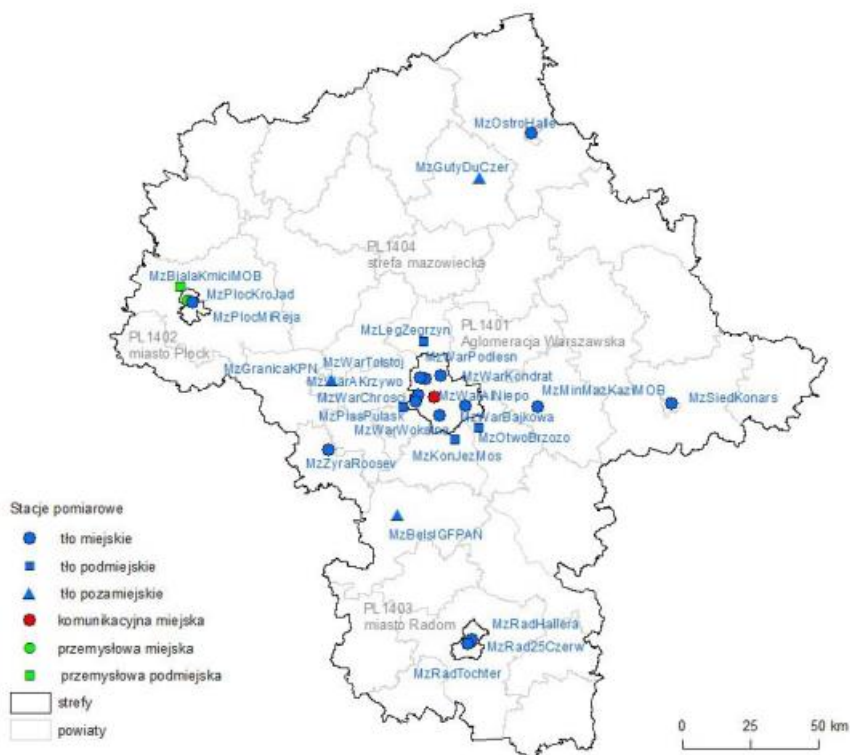 MzOstroHalle
MzGutyDuCzer
PL1404
strefa mazowiecka
MzBialaKmiciMOB
MzPlocKroJad
MzPlocMiReja
PL1402
miasto Płock
MzLegZegrzyn
PL1401
Aglomeracja Warszawska
MzWarTolstoj
MzWarPodlesn
MzGranicaKPN
MzWarAKrzywo
MzWarKondrat
MzMinMazKaziMOB
MzSiedKonars
MzWarChrosci
MzWarAlNiepo
MzPiasPulask
MzWarBajkowa
MzWarWokalna
MzOtwoBrzozo
MzKonJezMos
MzZyraRoosev
MzBelsIGFPAN
PL1403
miasto Radom
MzRadHallera
MzRad25Czerw
MzRadTochter
Stacje pomiarowe
tło miejskie
tło podmiejskie
tło pozamiejskie
komunikacyjna miejska
przemysłowa miejska
przemysłowa podmiejska
strefy
powiaty
0 25 50 km